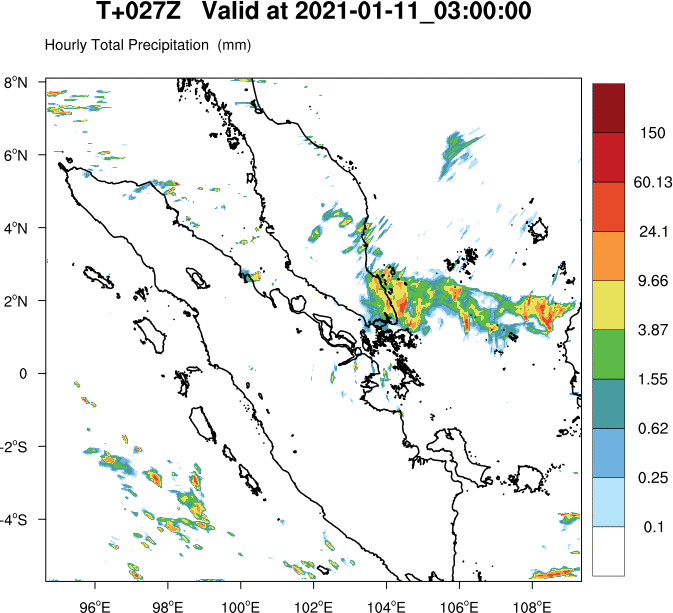 T+027Z Valid at 2021-01-11_03:00:00
Hourly Total Precipitation (mm)
8°N
6°N
4°N
2°N
0
-2°S
-4°S
96°E 98°E 100°E 102°E 104°E 106°E 108°E
150
60.13
24.1
9.66
3.87
1.55
0.62
0.25
0.1